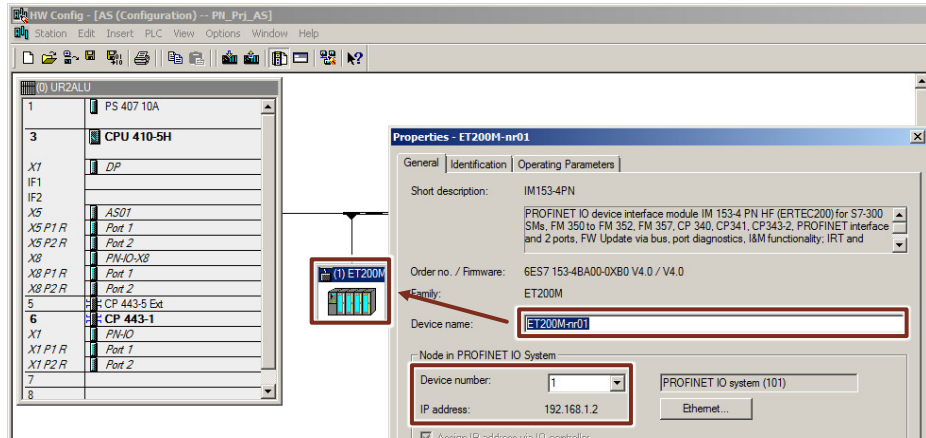 HW Config - [AS (Configuration) -- PN_Prj_AS]
Station Edit Insert PLC View Options Window Help
(0) UR2ALU
1 PS 407 10A
3 CPU 410-5H
X1 DP
IF1
IF2
X5 AS01
X5 P1 R Port 1
X5 P2 R Port 2
X8 PN-IO-X8
X8 P1 R Port 1
X8 P2 R Port 2
5 CP 443-5 Ext
6 CP 443-1
X1 PN-IO
X1 P1 R Port 1
X1 P2 R Port 2
7
8
(1) ET200M
Properties - ET200M-nr01
General Identification Operating Parameters
Short description: IM153-4PN
PROFINET IO device interface module IM 153-4 PN HF (ERTEC200) for S7-300
SMs, FM 350 to FM 352, FM 357, CP 340, CP341, CP343-2, PROFINET interface
and 2 ports, FW Update via bus, port diagnostics, I&M functionality; IRT and
Order no. / Firmware: 6ES7 153-4BA00-0XB0 V4.0 / V4.0
Family: ET200M
Device name: ET200M-nr01
Node in PROFINET IO System
Device number: 1 PROFINET IO system (101)
IP address: 192.168.1.2 Ethernet...
Assign IP address via IO controller